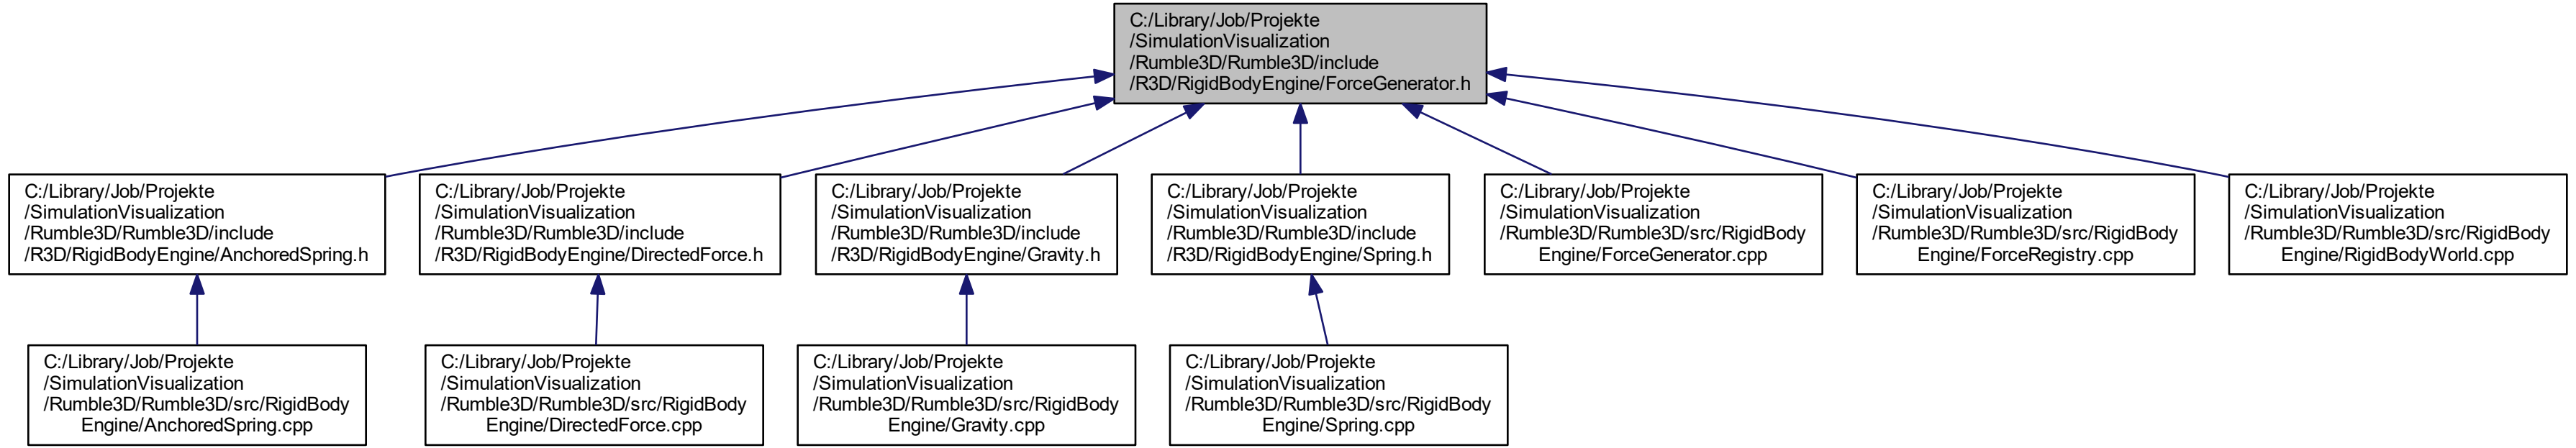 C:/Library/Job/Projekte
/SimulationVisualization
/Rumble3D/Rumble3D/include
/R3D/RigidBodyEngine/ForceGenerator.h
C:/Library/Job/Projekte
/SimulationVisualization
/Rumble3D/Rumble3D/include
/R3D/RigidBodyEngine/AnchoredSpring.h
C:/Library/Job/Projekte
/SimulationVisualization
/Rumble3D/Rumble3D/include
/R3D/RigidBodyEngine/DirectedForce.h
C:/Library/Job/Projekte
/SimulationVisualization
/Rumble3D/Rumble3D/include
/R3D/RigidBodyEngine/Gravity.h
C:/Library/Job/Projekte
/SimulationVisualization
/Rumble3D/Rumble3D/include
/R3D/RigidBodyEngine/Spring.h
C:/Library/Job/Projekte
/SimulationVisualization
/Rumble3D/Rumble3D/src/RigidBody
Engine/ForceGenerator.cpp
C:/Library/Job/Projekte
/SimulationVisualization
/Rumble3D/Rumble3D/src/RigidBody
Engine/ForceRegistry.cpp
C:/Library/Job/Projekte
/SimulationVisualization
/Rumble3D/Rumble3D/src/RigidBody
Engine/RigidBodyWorld.cpp
C:/Library/Job/Projekte
/SimulationVisualization
/Rumble3D/Rumble3D/src/RigidBody
Engine/AnchoredSpring.cpp
C:/Library/Job/Projekte
/SimulationVisualization
/Rumble3D/Rumble3D/src/RigidBody
Engine/DirectedForce.cpp
C:/Library/Job/Projekte
/SimulationVisualization
/Rumble3D/Rumble3D/src/RigidBody
Engine/Gravity.cpp
C:/Library/Job/Projekte
/SimulationVisualization
/Rumble3D/Rumble3D/src/RigidBody
Engine/Spring.cpp